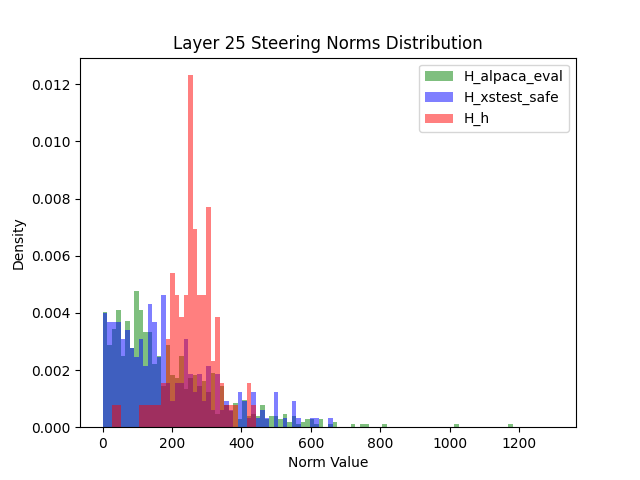 Layer 25 Steering Norms Distribution
H_alpaca_eval
H_xstest_safe
H_h
0.012
0.010
0.008
0.006
0.004
0.002
0.000
Density
0
200
400
600
800
1000
1200
Norm Value